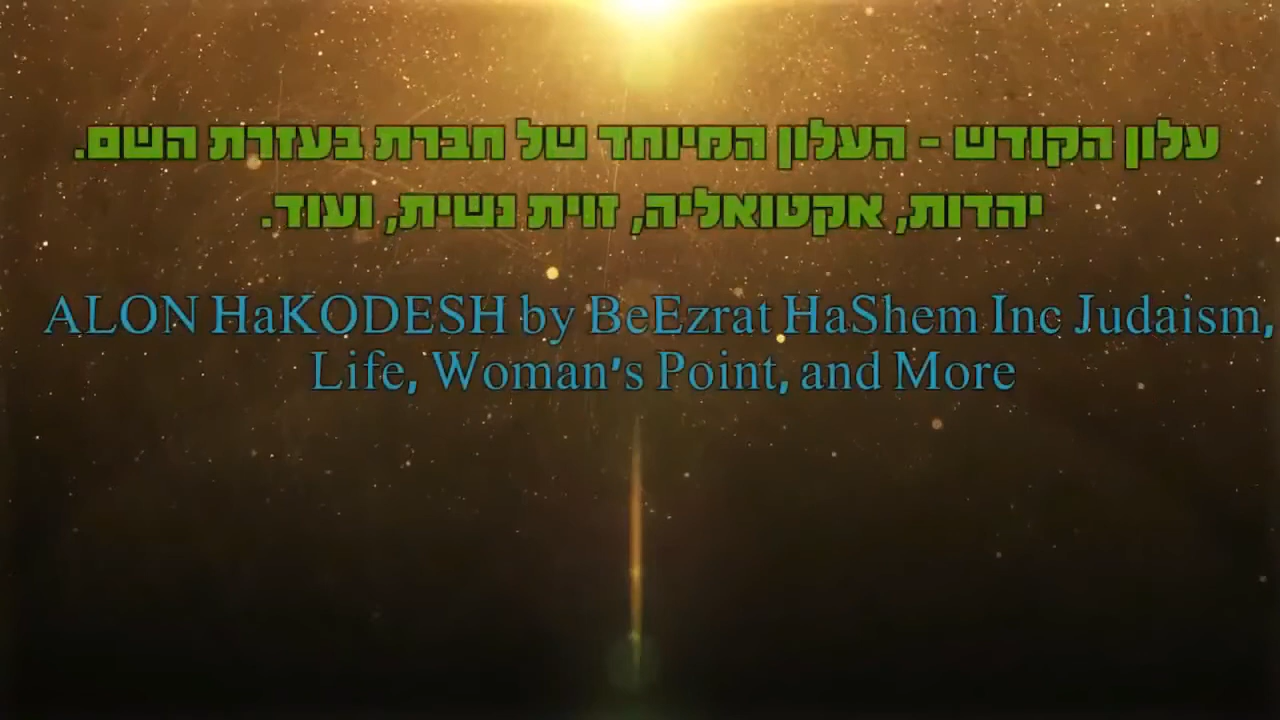 עלון הקודש - העלון המיוחד של חברת בעזרת השם.
יהדות, אקטואליה, זוית נשית, ועוד.
ALON HaKODESH by BeEzrat HaShem Inc Judaism,
Life, Woman's Point, and More